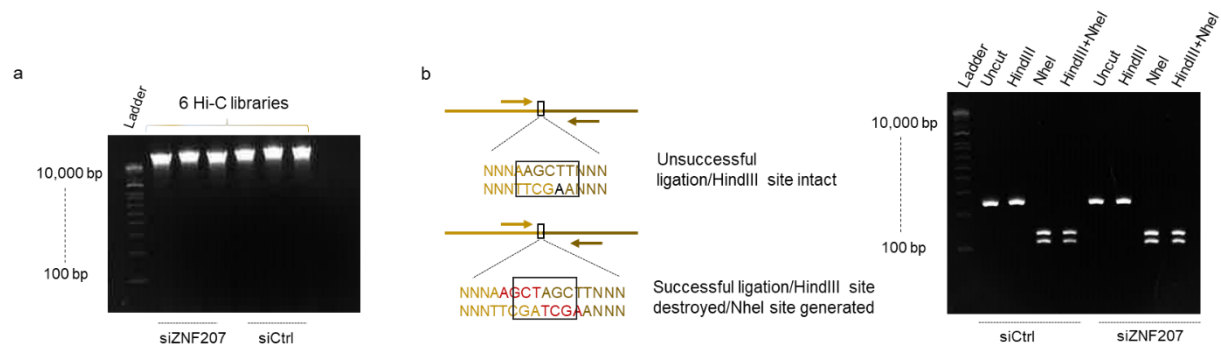 a
Ladder
6 Hi-C libraries
10,000 bp
100 bp
siZNF207
siCtrl
b
NNNAAGCTTNNN
NNNTTCGAANNN
Unsuccessful
ligation/HindIII site intact
NNNAAGCTAGCTTNNN
NNNTTCGATCGAANNN
Successful ligation/HindIII site
destroyed/NheI site generated
Ladder
Uncut
HindIII
NheI
HindIII+NheI
Uncut
HindIII
NheI
HindIII+NheI
10,000 bp
100 bp
siCtrl
siZNF207